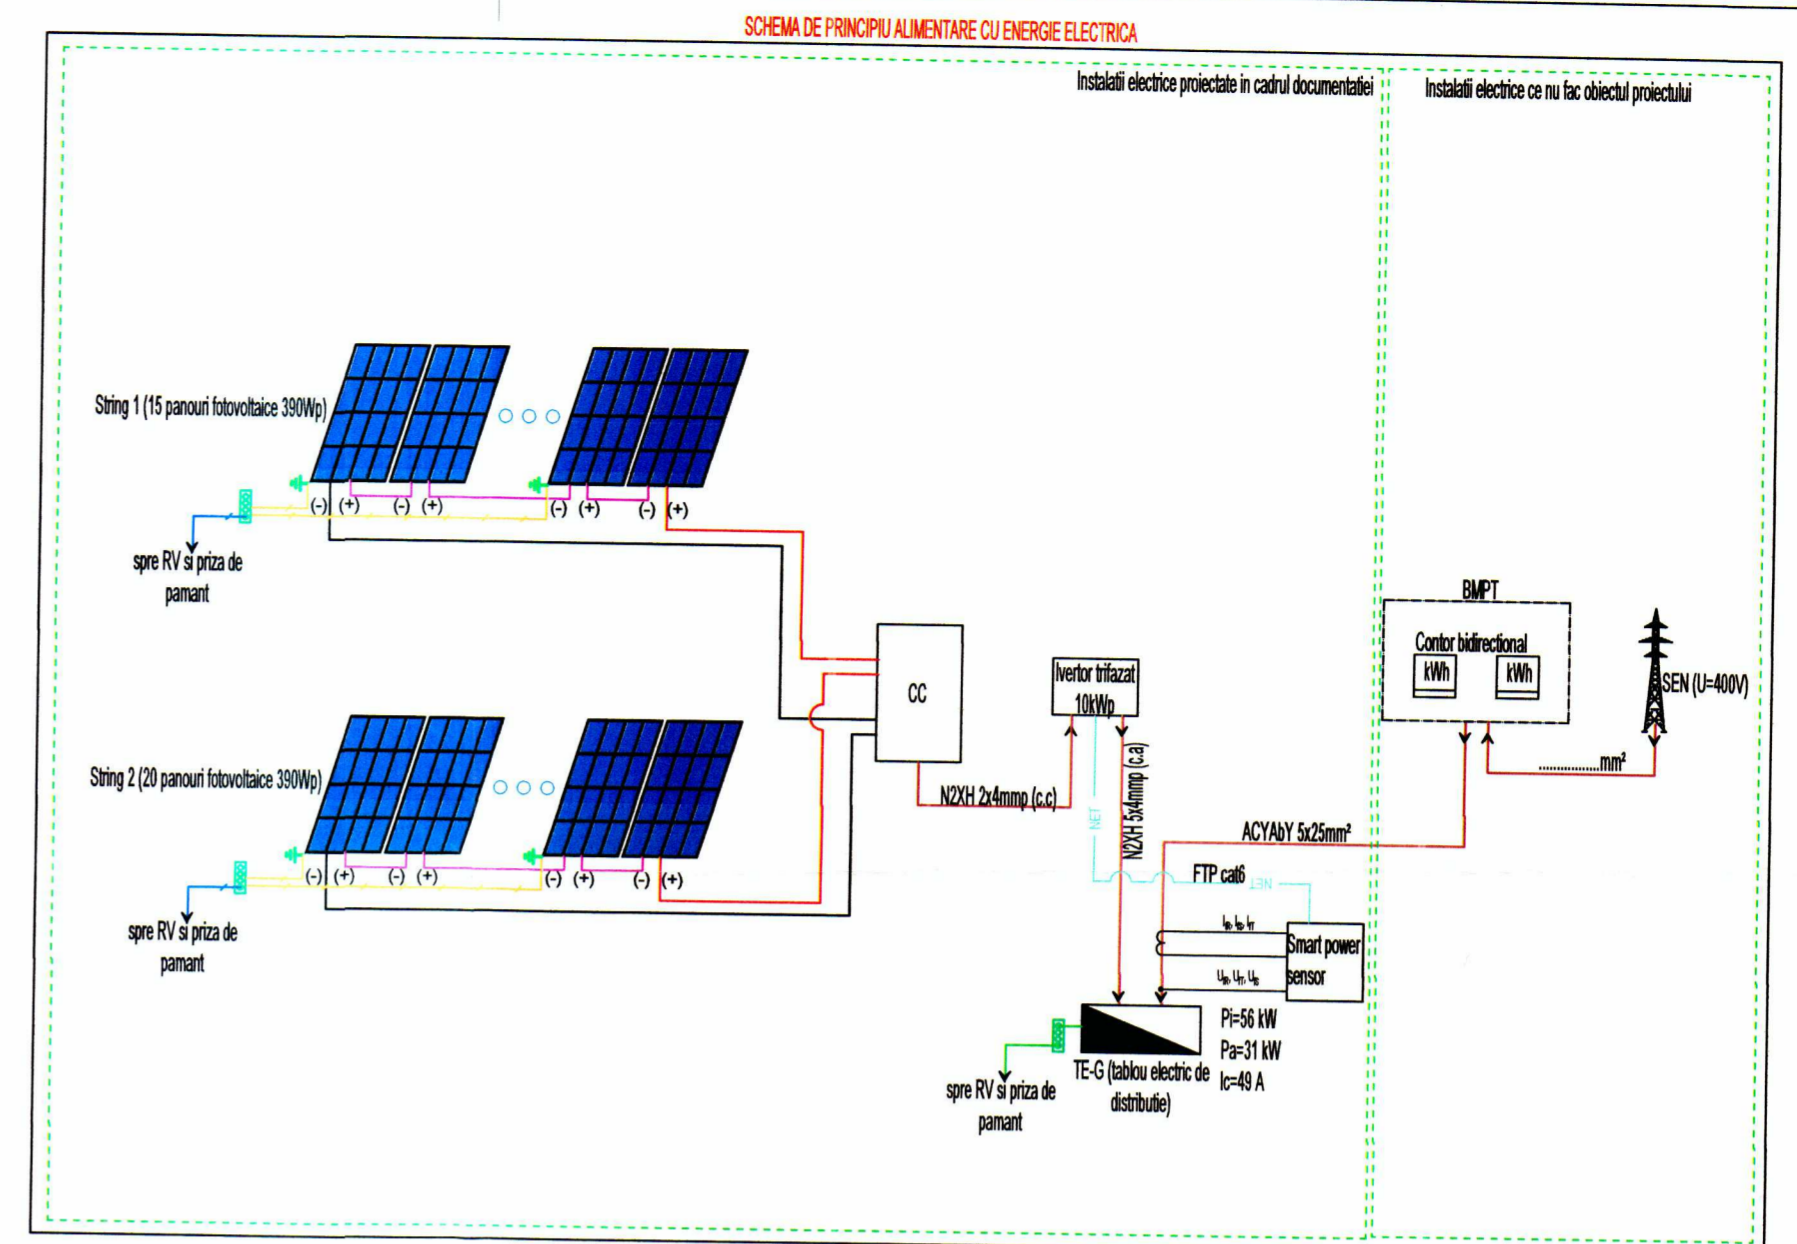 SCHEMA DE PRINCIPIU ALIMENTARE CU ENERGIE ELECTRICA
Instalatii electrice proiectate in cadrul documentatiei
Instalatii electrice ce nu fac obiectul proiectului
String 1 (15 panouri fotovoltaice 390Wp)
(-) (+) (-) (+) (-) (+) (-) (+)
spre RV si priza de
pamant
BMPT
Contor bidirectional
kWh kWh
SEN (U=400V)
................mm²
CC
Ivertor trifazat
10kWp
String 2 (20 panouri fotovoltaice 390Wp)
(-) (+) (-) (+) (-) (+) (-) (+)
spre RV si priza de
pamant
N2XH 2x4mmp (c.c)
NET
N2XH 5x4mmp (c.a)
ACYAbY 5x25mm²
FTP cat6
NET
Smart power
sensor
Pi=56 kW
Pa=31 kW
Ic=49 A
TE-G (tablou electric de
distributie)
spre RV si priza de
pamant